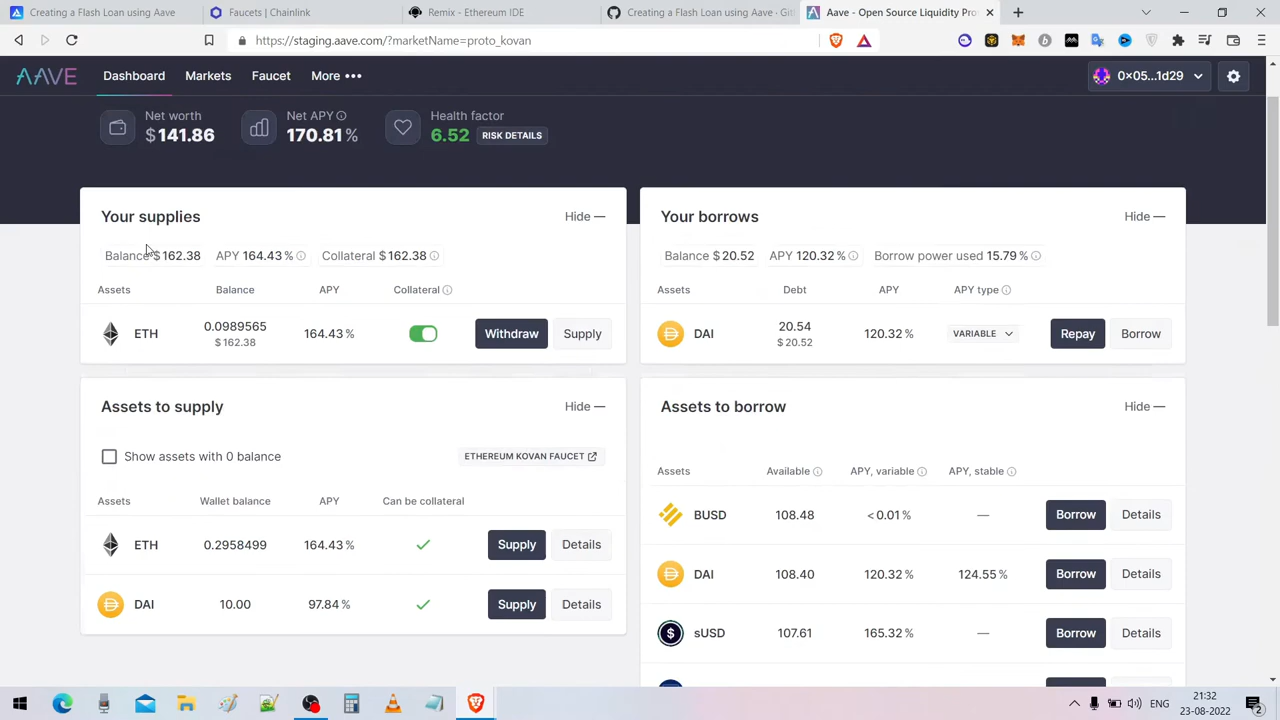 Creating a Flash Loan using Aave
Faucets | Chainlink
Remix - Ethereum IDE
Creating a Flash Loan using Aave - Gith
Aave - Open Source Liquidity Pro
https://staging.aave.com/?marketName=proto_kovan
AAVE
Dashboard
Markets
Faucet
More •••
0×05...1d29
Net worth
$141.86
Net APY
170.81%
Health factor
6.52
RISK DETAILS
Your supplies
Hide —
Balance $162.38
APY 164.43 %
Collateral $162.38
Assets Balance APY Collateral
ETH
0.0989565
$ 162.38
164.43 %
Withdraw
Supply
Your borrows
Hide —
Balance $ 20.52
APY 120.32 %
Borrow power used 15.79 %
Assets Debt APY APY type
DAI
20.54
$ 20.52
120.32 %
VARIABLE
Repay
Borrow
Assets to supply
Hide —
Show assets with 0 balance
ETHEREUM KOVAN FAUCET
Assets Wallet balance APY Can be collateral
ETH 0.2958499 164.43 % Supply Details
DAI 10.00 97.84 % Supply Details
Assets to borrow
Hide —
Assets Available APY, variable APY, stable
BUSD 108.48 <0.01 % — Borrow Details
DAI 108.40 120.32 % 124.55 % Borrow Details
sUSD 107.61 165.32 % — Borrow Details
ENG
21:32
23-08-2022
2